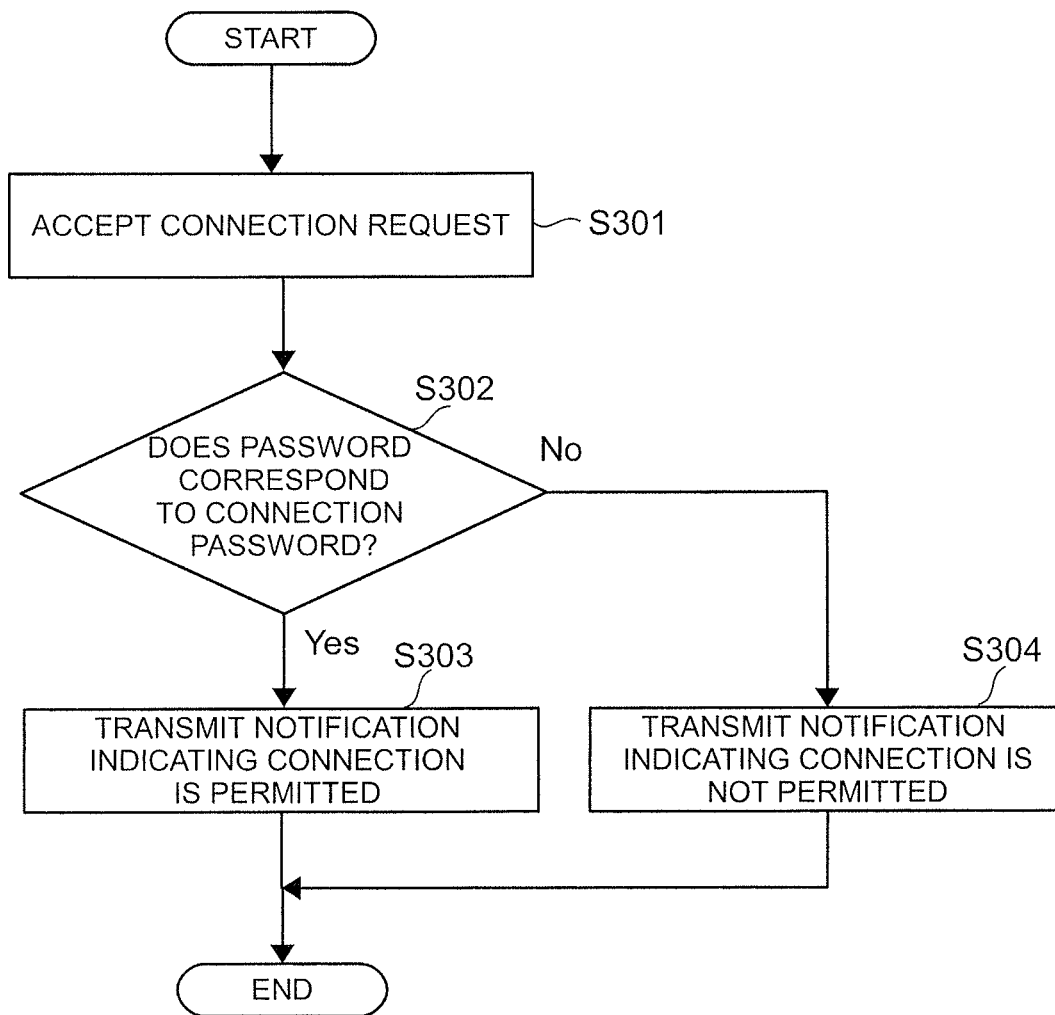 START
ACCEPT CONNECTION REQUEST
S301
S302
DOES PASSWORD
CORRESPOND
TO CONNECTION
PASSWORD?
No
Yes
S303
TRANSMIT NOTIFICATION
INDICATING CONNECTION
IS PERMITTED
S304
TRANSMIT NOTIFICATION
INDICATING CONNECTION IS
NOT PERMITTED
END